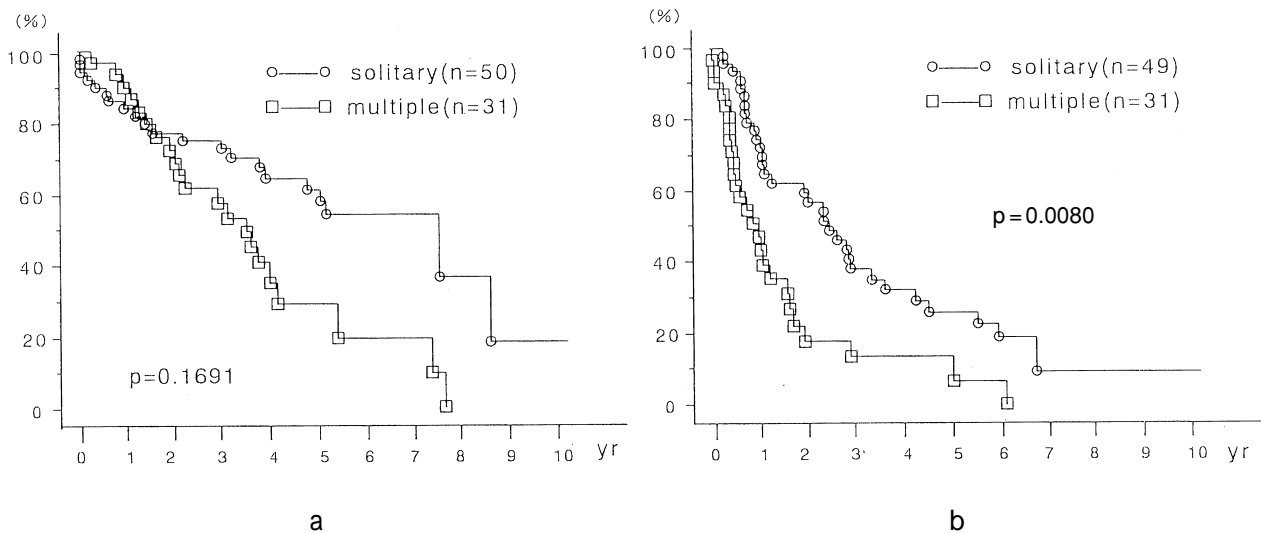 (%)
100
80
60
40
20
0
solitary(n=50)
multiple(n=31)
p=0.1691
0 1 2 3 4 5 6 7 8 9 10 yr
a
(%)
100
80
60
40
20
0
solitary(n=49)
multiple(n=31)
p=0.0080
0 1 2 3 4 5 6 7 8 9 10 yr
b